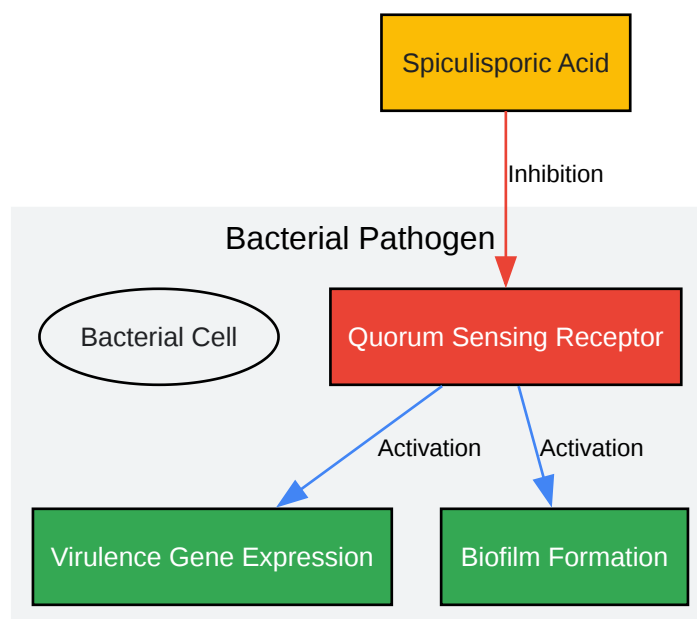 Spiculisporic Acid
Inhibition
Bacterial Pathogen
Bacterial Cell
Quorum Sensing Receptor
Activation
Activation
Virulence Gene Expression
Biofilm Formation